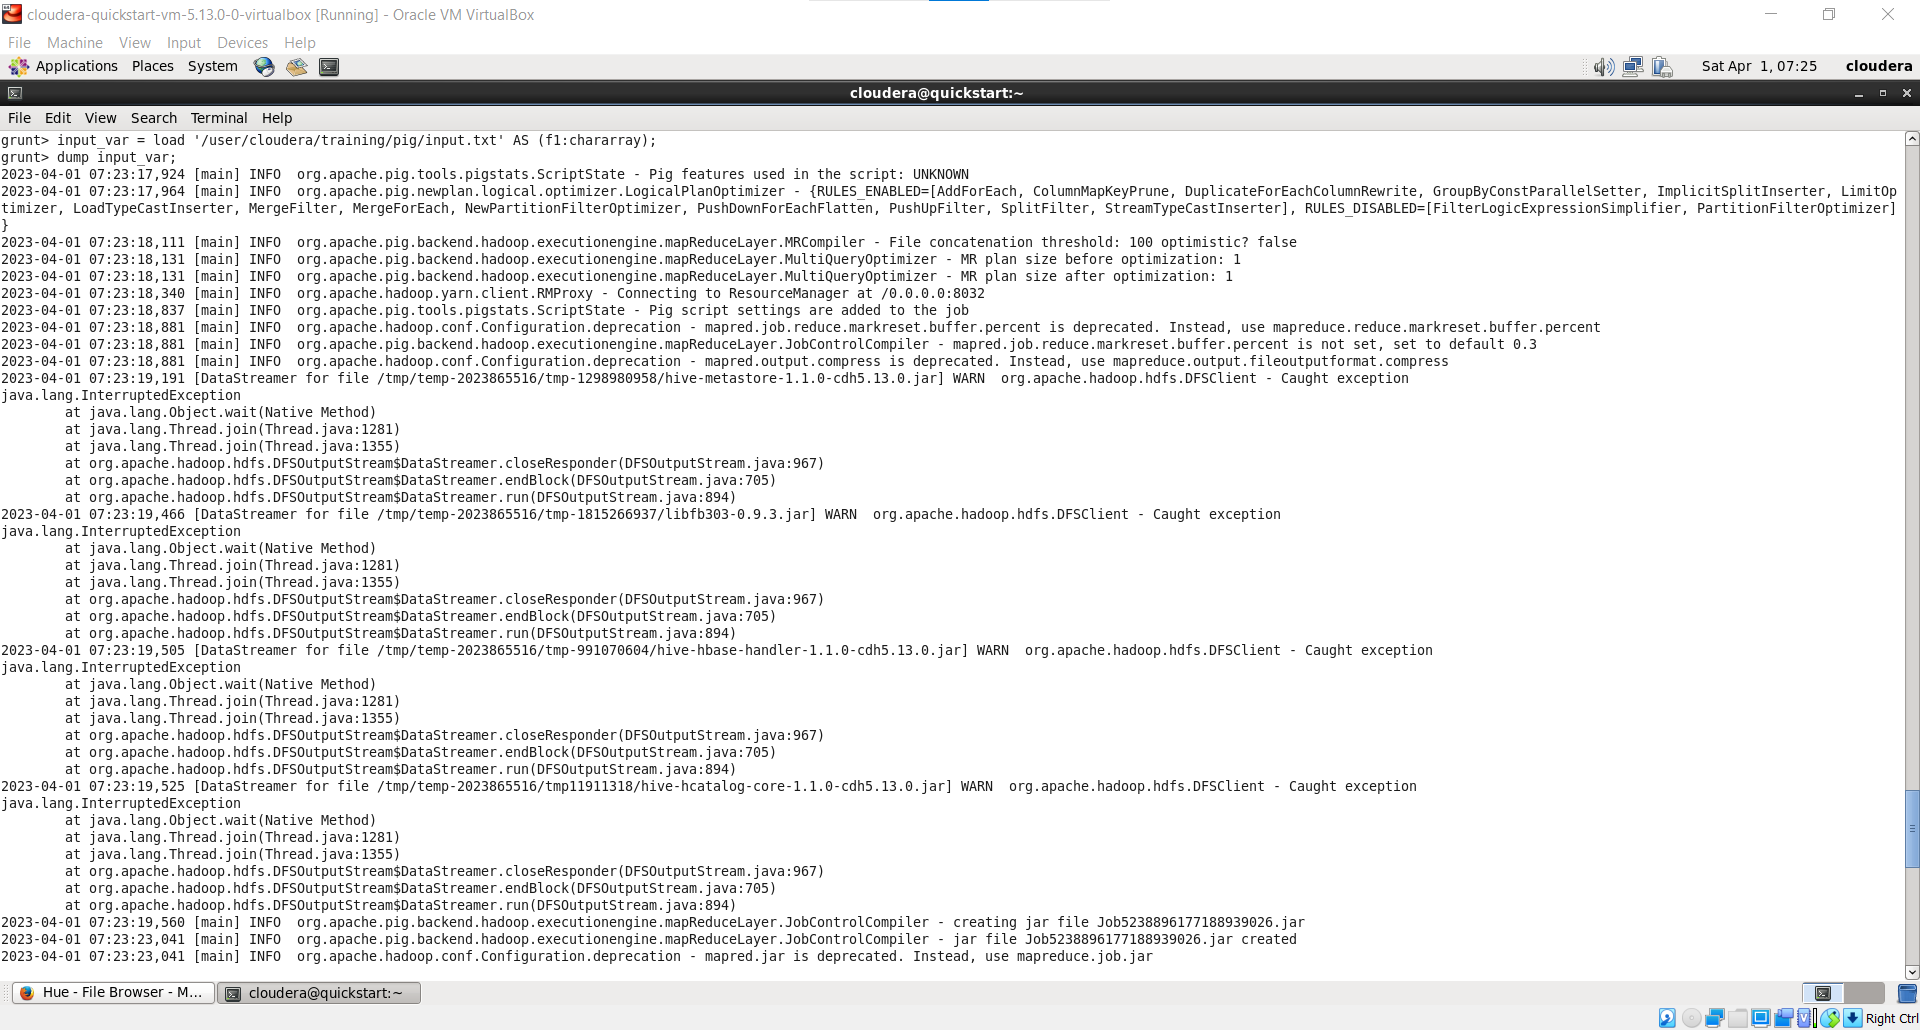 cloudera-quickstart-vm-5.13.0-0-virtualbox [Running] - Oracle VM VirtualBox
File Machine View Input Devices Help
Applications Places System Sat Apr 1, 07:25 cloudera
cloudera@quickstart:~
File Edit View Search Terminal Help
grunt> input_var = load '/user/cloudera/training/pig/input.txt' AS (f1:chararray);
grunt> dump input_var;
2023-04-01 07:23:17,924 [main] INFO  org.apache.pig.tools.pigstats.ScriptState - Pig features used in the script: UNKNOWN
2023-04-01 07:23:17,964 [main] INFO  org.apache.pig.newplan.logical.optimizer.LogicalPlanOptimizer - {RULES_ENABLED=[AddForEach, ColumnMapKeyPrune, DuplicateForEachColumnRewrite, GroupByConstParallelSetter, ImplicitSplitInserter, LimitOp
timizer, LoadTypeCastInserter, MergeFilter, MergeForEach, NewPartitionFilterOptimizer, PushDownForEachFlatten, PushUpFilter, SplitFilter, StreamTypeCastInserter], RULES_DISABLED=[FilterLogicExpressionSimplifier, PartitionFilterOptimizer]
}
2023-04-01 07:23:18,111 [main] INFO  org.apache.pig.backend.hadoop.executionengine.mapReduceLayer.MRCompiler - File concatenation threshold: 100 optimistic? false
2023-04-01 07:23:18,131 [main] INFO  org.apache.pig.backend.hadoop.executionengine.mapReduceLayer.MultiQueryOptimizer - MR plan size before optimization: 1
2023-04-01 07:23:18,131 [main] INFO  org.apache.pig.backend.hadoop.executionengine.mapReduceLayer.MultiQueryOptimizer - MR plan size after optimization: 1
2023-04-01 07:23:18,340 [main] INFO  org.apache.hadoop.yarn.client.RMProxy - Connecting to ResourceManager at /0.0.0.0:8032
2023-04-01 07:23:18,837 [main] INFO  org.apache.pig.tools.pigstats.ScriptState - Pig script settings are added to the job
2023-04-01 07:23:18,881 [main] INFO  org.apache.hadoop.conf.Configuration.deprecation - mapred.job.reduce.markreset.buffer.percent is deprecated. Instead, use mapreduce.reduce.markreset.buffer.percent
2023-04-01 07:23:18,881 [main] INFO  org.apache.pig.backend.hadoop.executionengine.mapReduceLayer.JobControlCompiler - mapred.job.reduce.markreset.buffer.percent is not set, set to default 0.3
2023-04-01 07:23:18,881 [main] INFO  org.apache.hadoop.conf.Configuration.deprecation - mapred.output.compress is deprecated. Instead, use mapreduce.output.fileoutputformat.compress
2023-04-01 07:23:19,191 [DataStreamer for file /tmp/temp-2023865516/tmp-1298980958/hive-metastore-1.1.0-cdh5.13.0.jar] WARN  org.apache.hadoop.hdfs.DFSClient - Caught exception
java.lang.InterruptedException
at java.lang.Object.wait(Native Method)
at java.lang.Thread.join(Thread.java:1281)
at java.lang.Thread.join(Thread.java:1355)
at org.apache.hadoop.hdfs.DFSOutputStream$DataStreamer.closeResponder(DFSOutputStream.java:967)
at org.apache.hadoop.hdfs.DFSOutputStream$DataStreamer.endBlock(DFSOutputStream.java:705)
at org.apache.hadoop.hdfs.DFSOutputStream$DataStreamer.run(DFSOutputStream.java:894)
2023-04-01 07:23:19,466 [DataStreamer for file /tmp/temp-2023865516/tmp-1815266937/libfb303-0.9.3.jar] WARN  org.apache.hadoop.hdfs.DFSClient - Caught exception
java.lang.InterruptedException
at java.lang.Object.wait(Native Method)
at java.lang.Thread.join(Thread.java:1281)
at java.lang.Thread.join(Thread.java:1355)
at org.apache.hadoop.hdfs.DFSOutputStream$DataStreamer.closeResponder(DFSOutputStream.java:967)
at org.apache.hadoop.hdfs.DFSOutputStream$DataStreamer.endBlock(DFSOutputStream.java:705)
at org.apache.hadoop.hdfs.DFSOutputStream$DataStreamer.run(DFSOutputStream.java:894)
2023-04-01 07:23:19,505 [DataStreamer for file /tmp/temp-2023865516/tmp-991070604/hive-hbase-handler-1.1.0-cdh5.13.0.jar] WARN  org.apache.hadoop.hdfs.DFSClient - Caught exception
java.lang.InterruptedException
at java.lang.Object.wait(Native Method)
at java.lang.Thread.join(Thread.java:1281)
at java.lang.Thread.join(Thread.java:1355)
at org.apache.hadoop.hdfs.DFSOutputStream$DataStreamer.closeResponder(DFSOutputStream.java:967)
at org.apache.hadoop.hdfs.DFSOutputStream$DataStreamer.endBlock(DFSOutputStream.java:705)
at org.apache.hadoop.hdfs.DFSOutputStream$DataStreamer.run(DFSOutputStream.java:894)
2023-04-01 07:23:19,525 [DataStreamer for file /tmp/temp-2023865516/tmp11911318/hive-hcatalog-core-1.1.0-cdh5.13.0.jar] WARN  org.apache.hadoop.hdfs.DFSClient - Caught exception
java.lang.InterruptedException
at java.lang.Object.wait(Native Method)
at java.lang.Thread.join(Thread.java:1281)
at java.lang.Thread.join(Thread.java:1355)
at org.apache.hadoop.hdfs.DFSOutputStream$DataStreamer.closeResponder(DFSOutputStream.java:967)
at org.apache.hadoop.hdfs.DFSOutputStream$DataStreamer.endBlock(DFSOutputStream.java:705)
at org.apache.hadoop.hdfs.DFSOutputStream$DataStreamer.run(DFSOutputStream.java:894)
2023-04-01 07:23:19,560 [main] INFO  org.apache.pig.backend.hadoop.executionengine.mapReduceLayer.JobControlCompiler - creating jar file Job5238896177188939026.jar
2023-04-01 07:23:23,041 [main] INFO  org.apache.pig.backend.hadoop.executionengine.mapReduceLayer.JobControlCompiler - jar file Job5238896177188939026.jar created
2023-04-01 07:23:23,041 [main] INFO  org.apache.hadoop.conf.Configuration.deprecation - mapred.jar is deprecated. Instead, use mapreduce.job.jar
Hue - File Browser - M... cloudera@quickstart:~
Right Ctrl